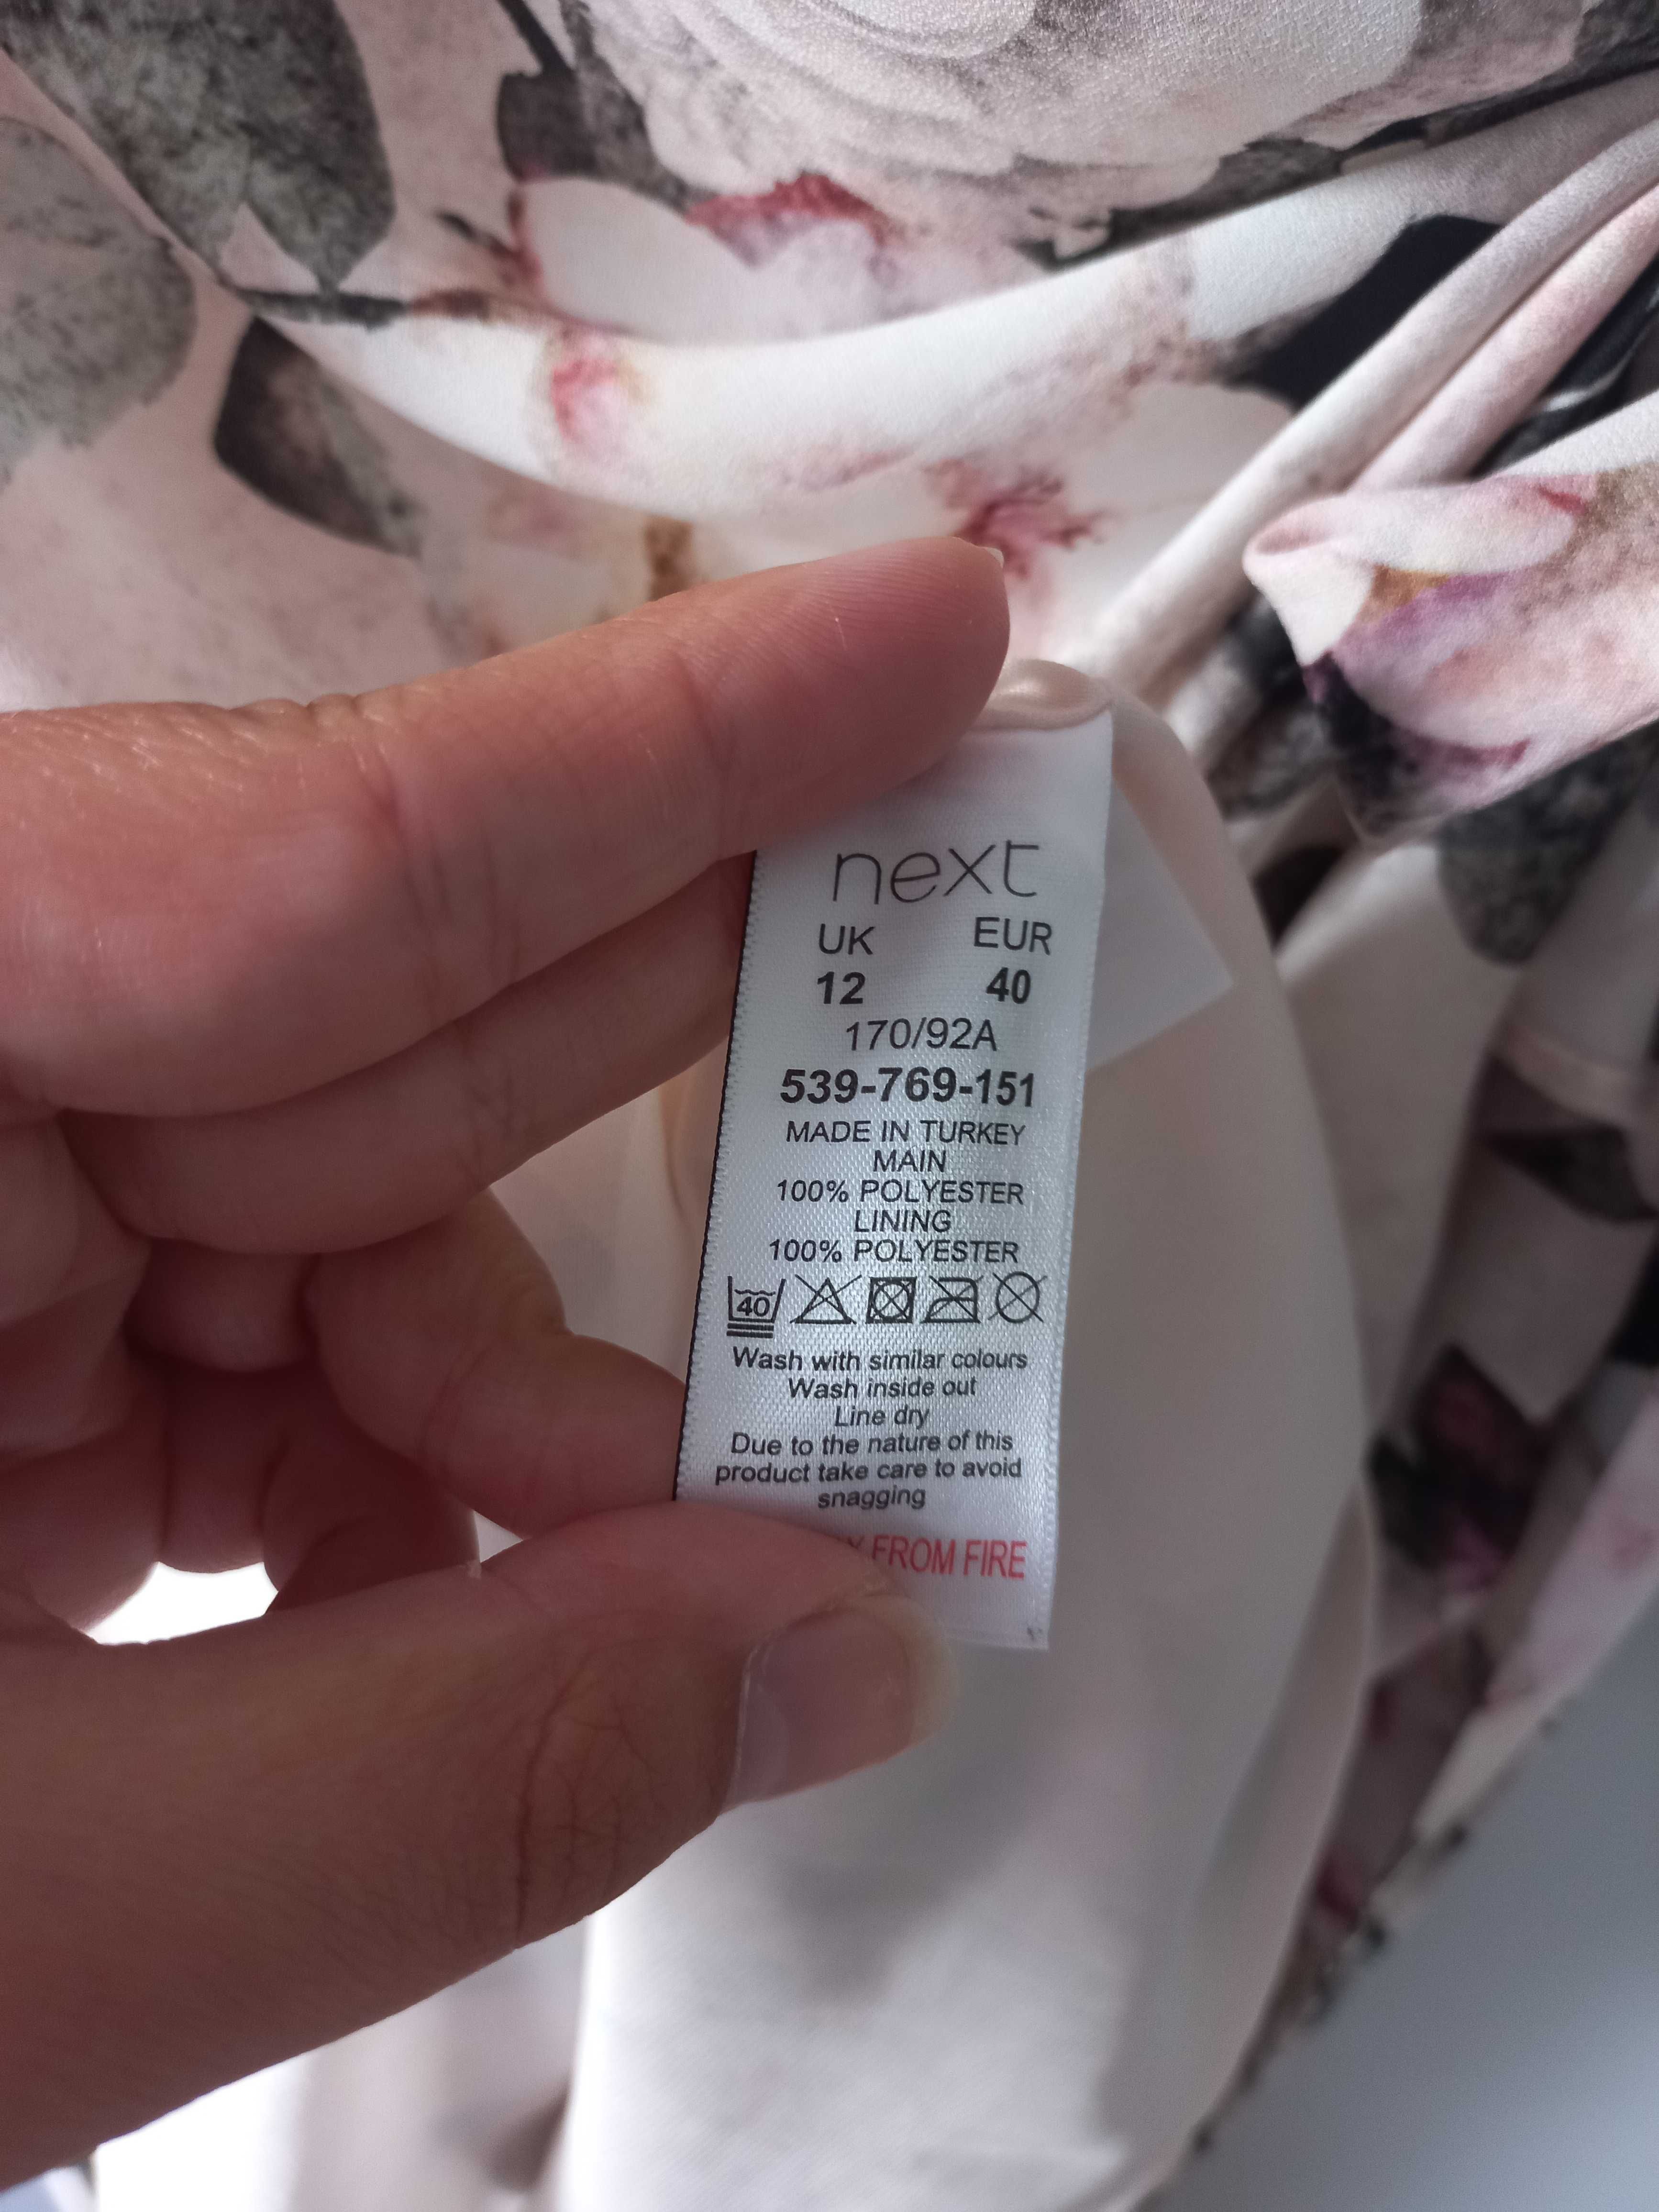 next
UK EUR
12 40
170/92A
539-769-151
MADE IN TURKEY
MAIN
100% POLYESTER
LINING
100% POLYESTER
40
Wash with similar colours
Wash inside out
Line dry
Due to the nature of this
product take care to avoid
snagging
FROM FIRE